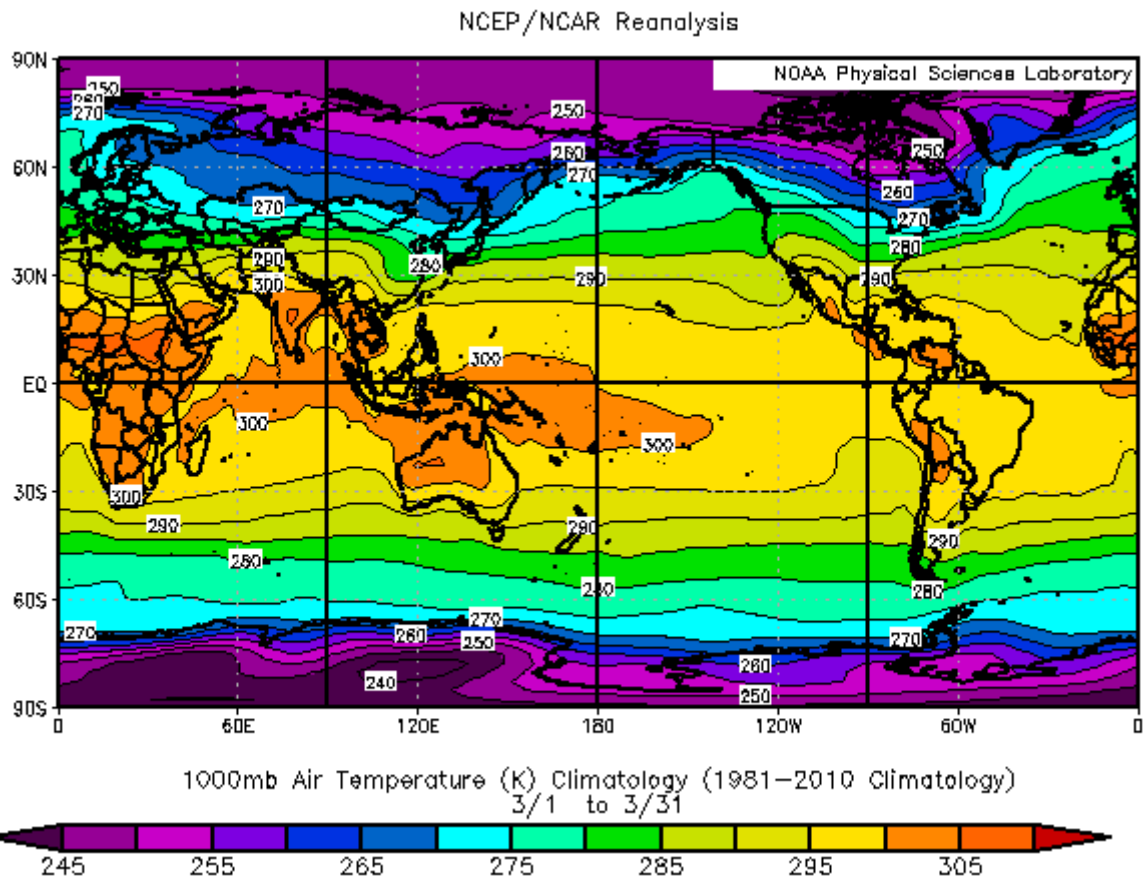 NCEP/NCAR Reanalysis
90N
NOAA Physical Sciences Laboratory
250
260
270
60N
250
260
270
250
260
270
270
280
280
290
300
30N
290
290
300
EQ
300
300
30S
300
290
290
290
280
280
280
60S
270
270
270
260
250
260
240
250
90S
0 60E 120E 180 120W 60W 0
1000mb Air Temperature (K) Climatology (1981-2010 Climatology)
3/1 to 3/31
245 255 265 275 285 295 305